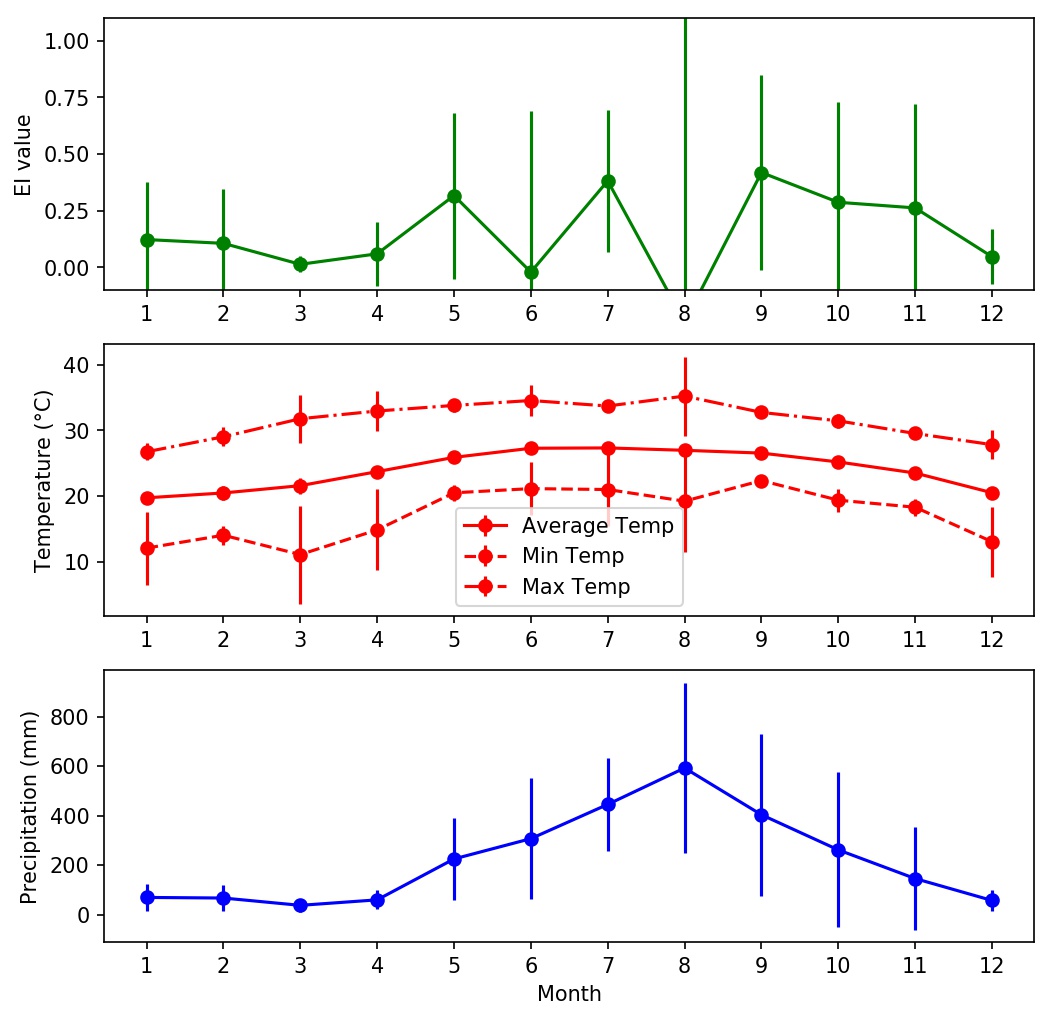 EI value
1.00
0.75
0.50
0.25
0.00
1 2 3 4 5 6 7 8 9 10 11 12
Temperature (°C)
40
30
20
10
Average Temp
Min Temp
Max Temp
1 2 3 4 5 6 7 8 9 10 11 12
Precipitation (mm)
800
600
400
200
0
1 2 3 4 5 6 7 8 9 10 11 12
Month